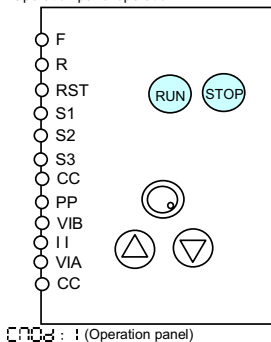 F
R
RST
S1
S2
S3
CC
PP
VIB
II
VIA
CC
RUN STOP
CNOd : 1 (Operation panel)